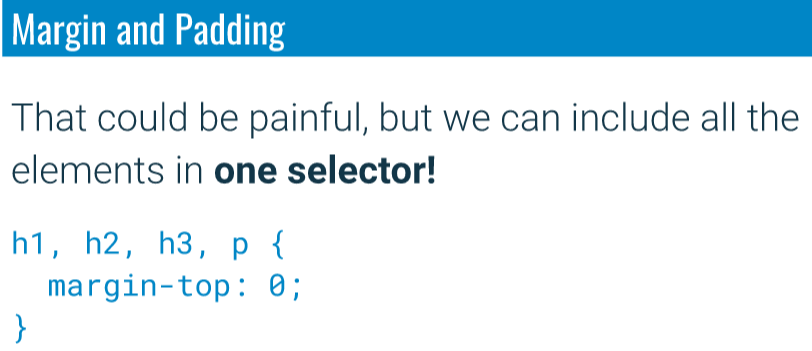 Margin and Padding
That could be painful, but we can include all the
elements in one selector!
h1, h2, h3, p {
  margin-top: 0;
}